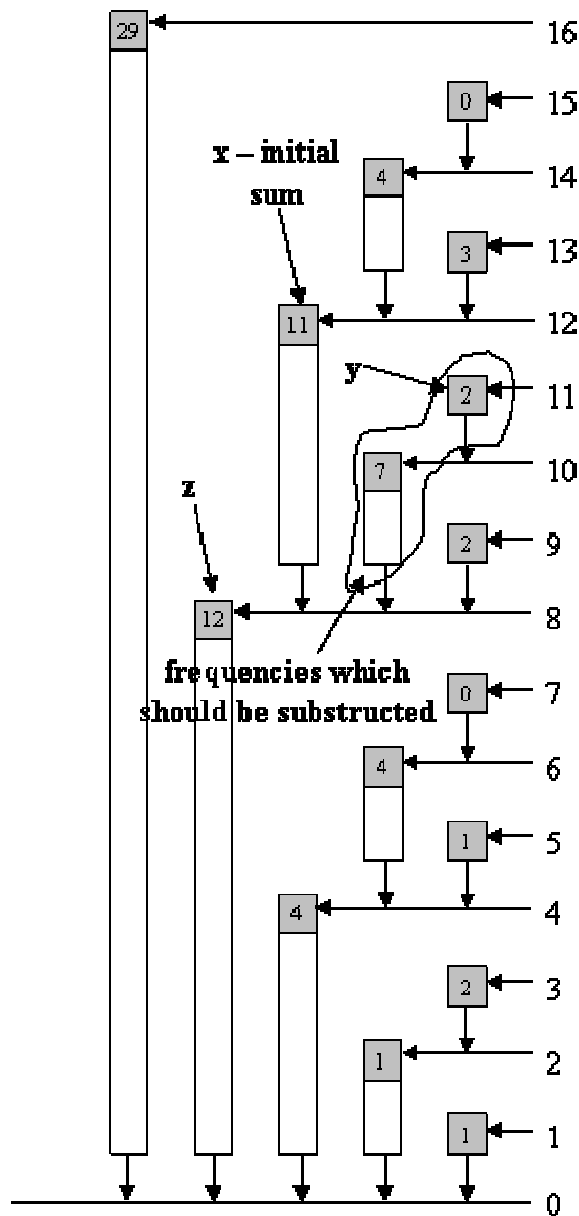 29 16
0 15
x – initial
sum
4 14
3 13
11 12
y 2 11
7 10
z
2 9
12 8
frequencies which
should be substructed
0 7
4 6
1 5
4 4
2 3
1 2
1 1
0